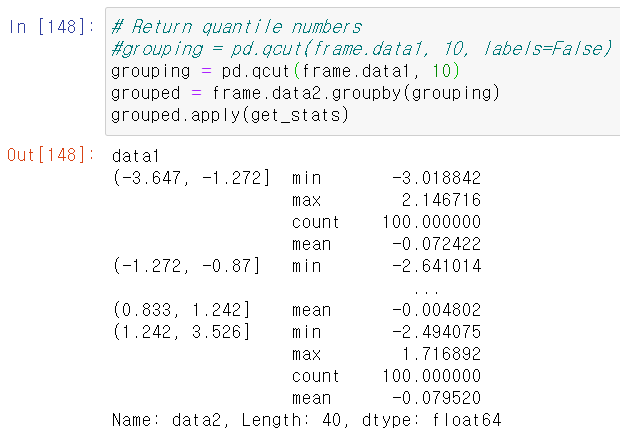 In [148]: # Return quantile numbers
#grouping = pd.qcut(frame.data1, 10, labels=False)
grouping = pd.qcut(frame.data1, 10)
grouped = frame.data2.groupby(grouping)
grouped.apply(get_stats)
Out[148]: data1
(-3.647, -1.272] min -3.018842
max 2.146716
count 100.000000
mean -0.072422
(-1.272, -0.87] min -2.641014
...
(0.833, 1.242] mean -0.004802
(1.242, 3.526] min -2.494075
max 1.716892
count 100.000000
mean -0.079520
Name: data2, Length: 40, dtype: float64